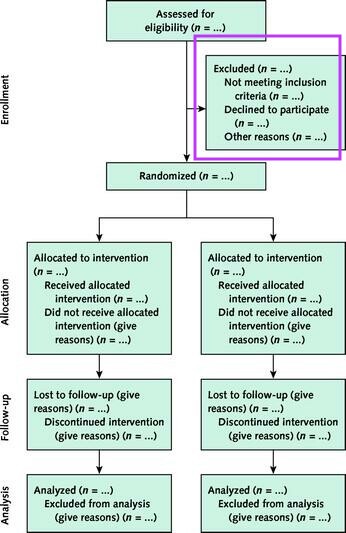 Assessed for
eligibility (n = ...)
Enrollment
Excluded (n = ...)
Not meeting inclusion
criteria (n = ...)
Declined to participate
(n = ...)
Other reasons (n = ...)
Randomized (n = ...)
Allocation
Allocated to intervention
(n = ...)
Received allocated
intervention (n = ...)
Did not receive allocated
intervention (give
reasons) (n = ...)
Allocated to intervention
(n = ...)
Received allocated
intervention (n = ...)
Did not receive allocated
intervention (give
reasons) (n = ...)
Follow-up
Lost to follow-up (give
reasons) (n = ...)
Discontinued intervention
(give reasons) (n = ...)
Lost to follow-up (give
reasons) (n = ...)
Discontinued intervention
(give reasons) (n = ...)
Analysis
Analyzed (n = ...)
Excluded from analysis
(give reasons) (n = ...)
Analyzed (n = ...)
Excluded from analysis
(give reasons) (n = ...)